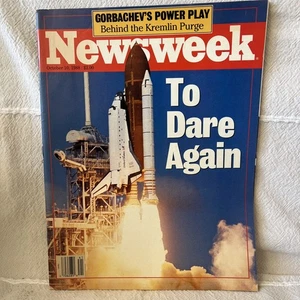 GORBACHEV'S POWER PLAY
Behind the Kremlin Purge
Newsweek
To
Dare
Again